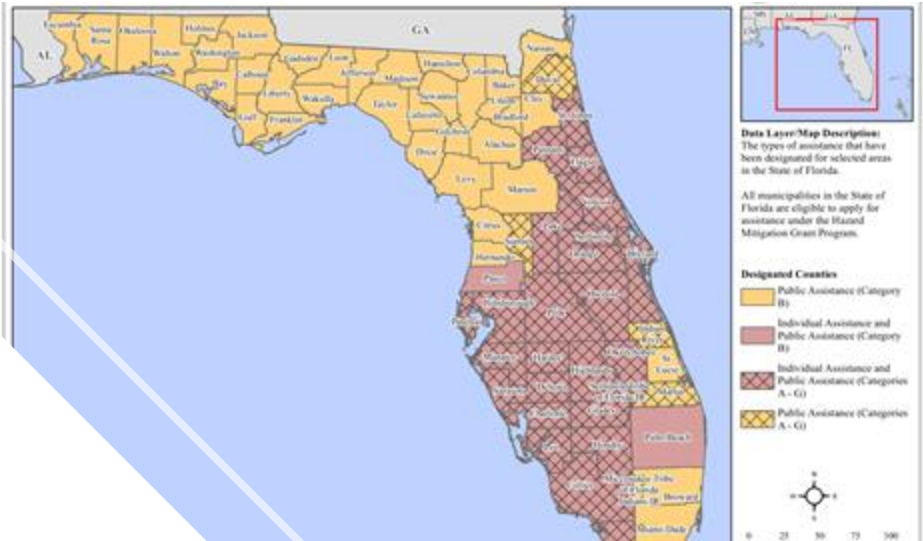 GA
AL
Escambia
Santa
Rosa
Okaloosa
Walton
Holmes
Washington
Jackson
Bay
Calhoun
Gulf
Liberty
Gadsden
Leon
Wakulla
Franklin
Jefferson
Madison
Taylor
Hamilton
Suwannee
Lafayette
Columbia
Baker
Union
Bradford
Gilchrist
Dixie
Alachua
Nassau
Duval
Clay
Putnam
Levy
Marion
Citrus
Sumter
Hernando
Pasco
Lake
Orange
Brevard
Hillsborough
Polk
Osceola
Manatee
Hardee
Highlands
Okeechobee
Indian
River
St.
Lucie
Martin
Sarasota
DeSoto
Charlotte
Glades
Lee
Hendry
Palm Beach
Collier
Broward
Miami-Dade
FL
Data Layer/Map Description:
The types of assistance that have
been designated for selected areas
in the State of Florida.
All municipalities in the State of
Florida are eligible to apply for
assistance under the Hazard
Mitigation Grant Program.
Designated Counties
Public Assistance (Category
B)
Individual Assistance and
Public Assistance (Category
B)
Individual Assistance and
Public Assistance (Categories
A - G)
Public Assistance (Categories
A - G)
0 25 50 75 100